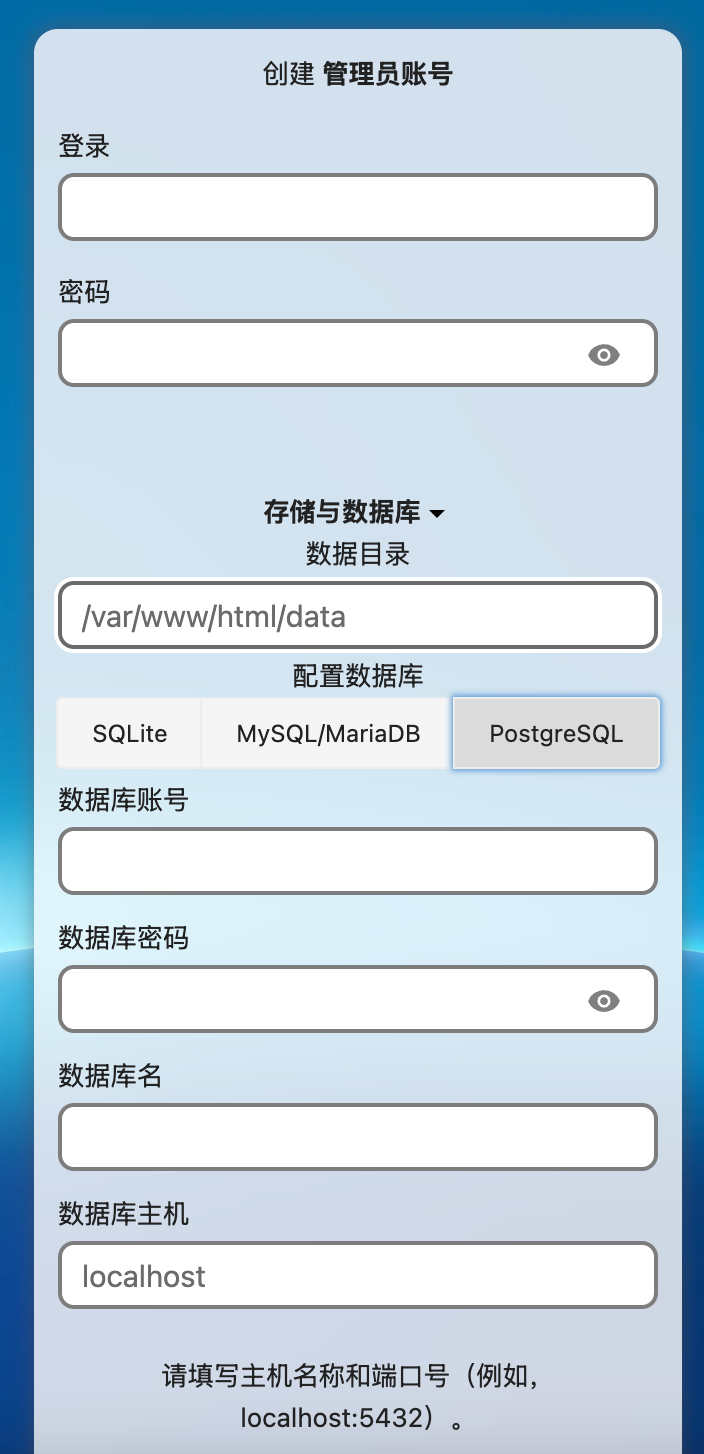 创建 管理员账号
登录
密码
存储与数据库
数据目录
/var/www/html/data
配置数据库
SQLite MySQL/MariaDB PostgreSQL
数据库账号
数据库密码
数据库名
数据库主机
localhost
请填写主机名称和端口号（例如，
localhost:5432）。